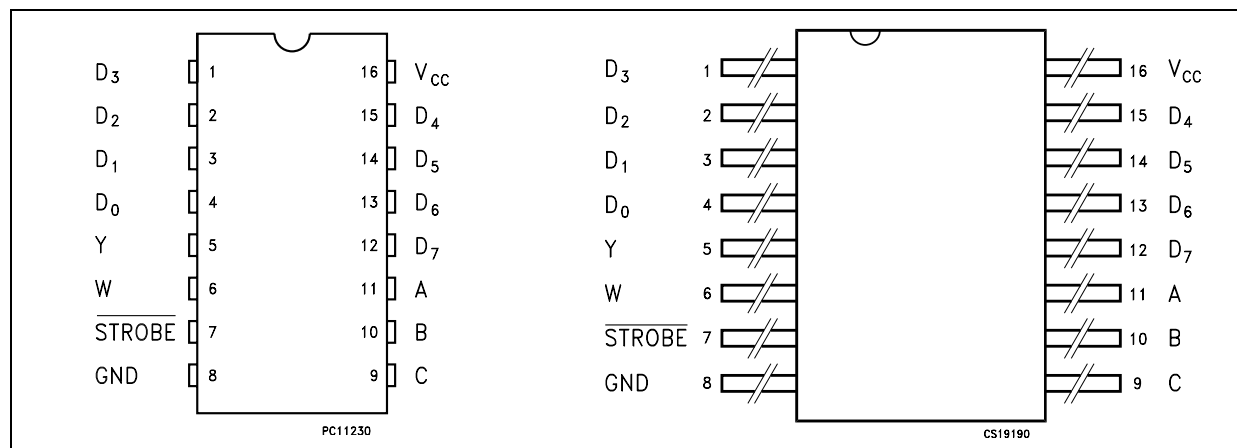 D3 1 16 VCC
D2 2 15 D4
D1 3 14 D5
D0 4 13 D6
Y 5 12 D7
W 6 11 A
STROBE 7 10 B
GND 8 9 C
PC11230
D3 1 16 VCC
D2 2 15 D4
D1 3 14 D5
D0 4 13 D6
Y 5 12 D7
W 6 11 A
STROBE 7 10 B
GND 8 9 C
CS19190